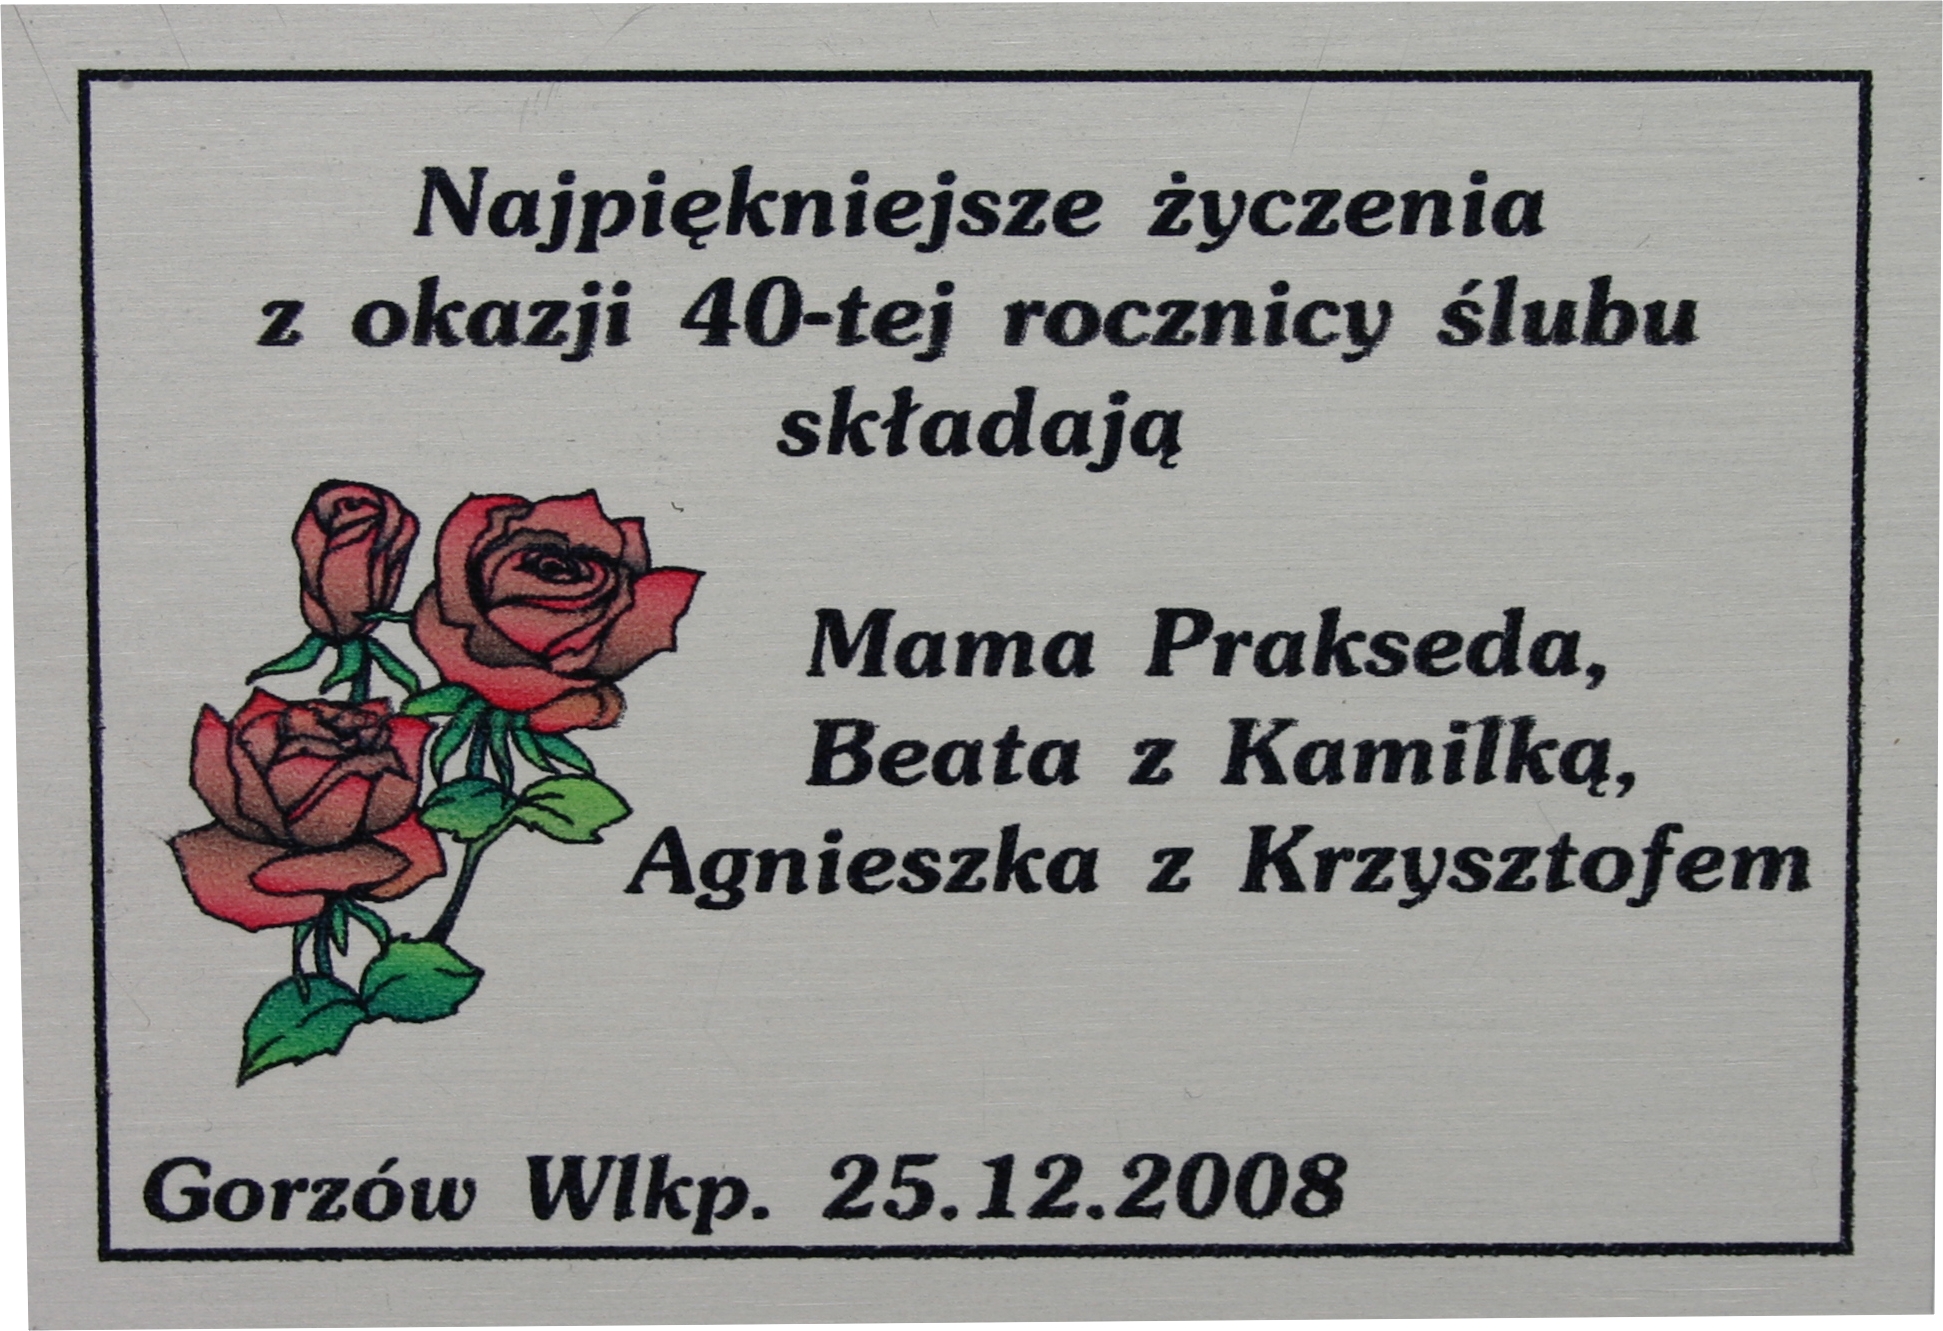 Najpiękniejsze życzenia
z okazji 40-tej rocznicy ślubu
składają
Mama Prakseda,
Beata z Kamilką,
Agnieszka z Krzysztofem
Gorzów Wlkp. 25.12.2008